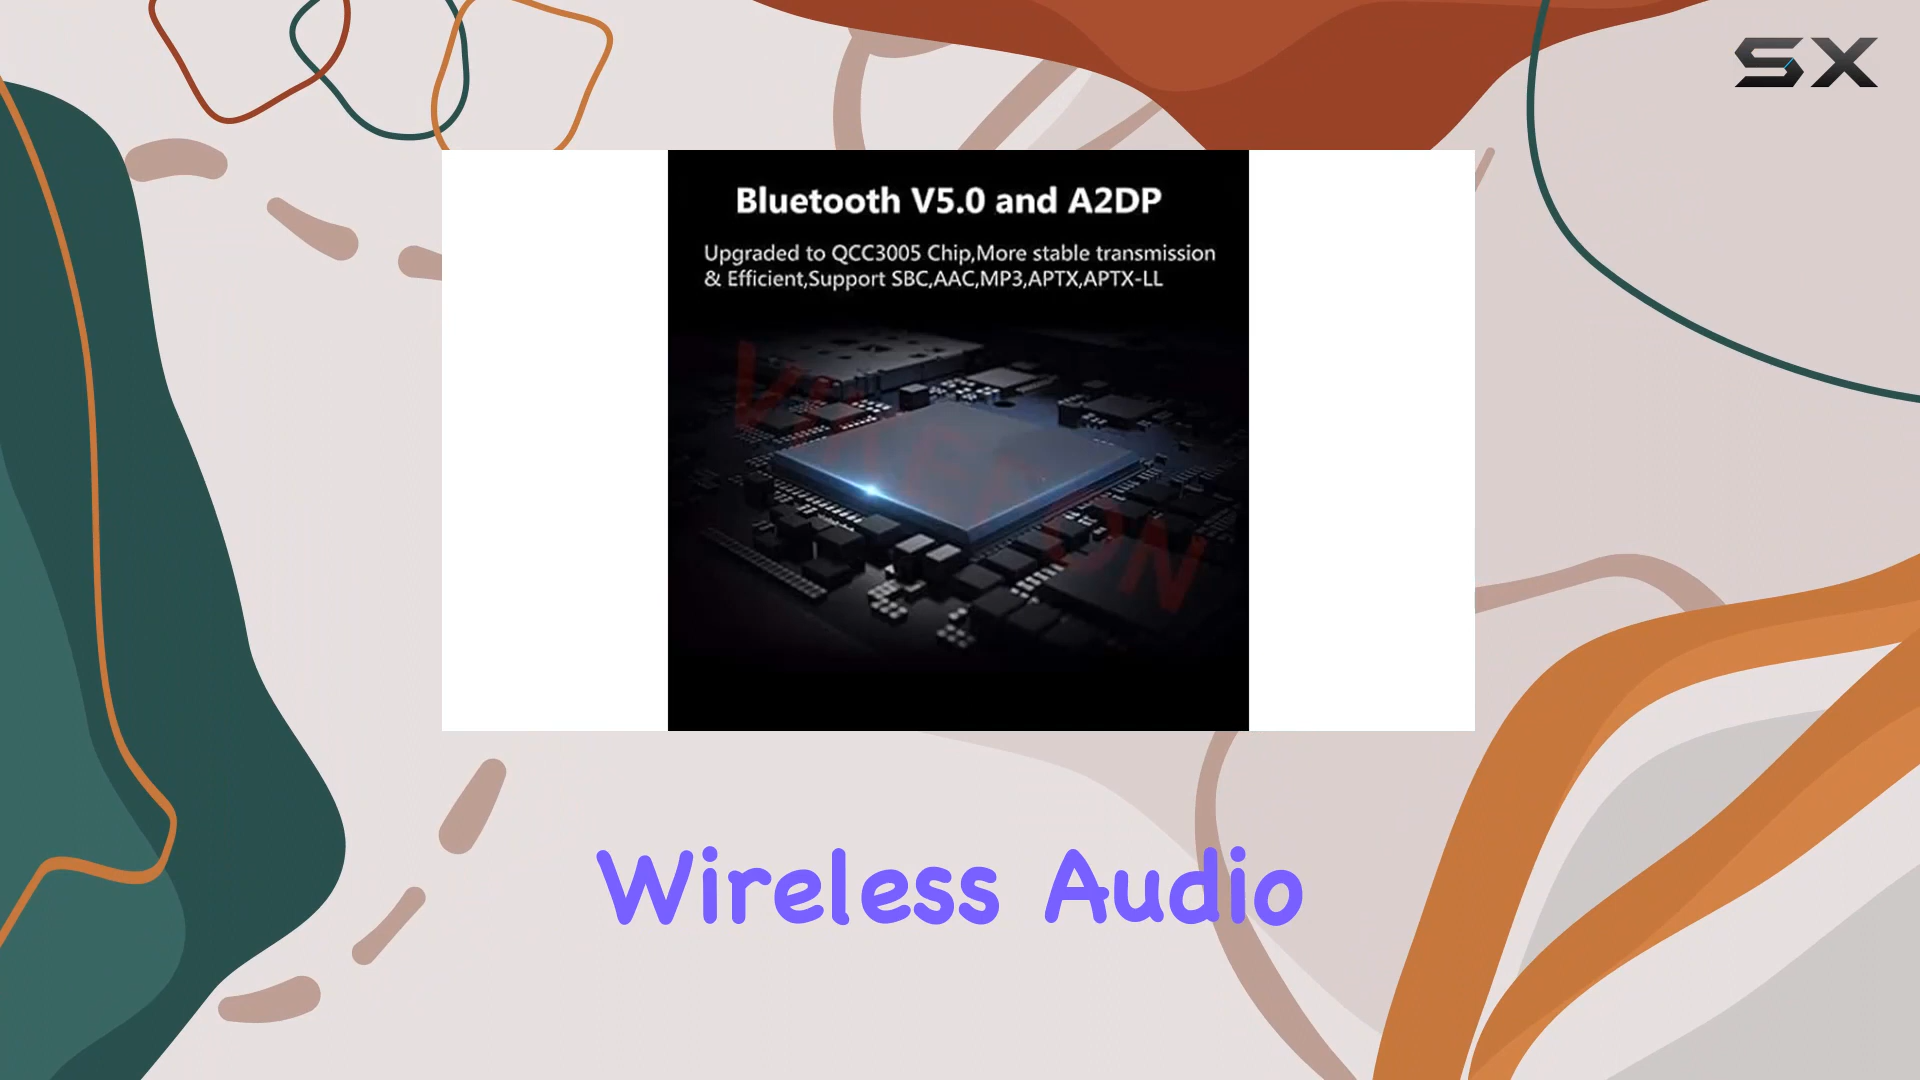 SX
Bluetooth V5.0 and A2DP
Upgraded to QCC3005 Chip,More stable transmission
& Efficient,Support SBC,AAC,MP3,APTX,APTX-LL
Wireless Audio